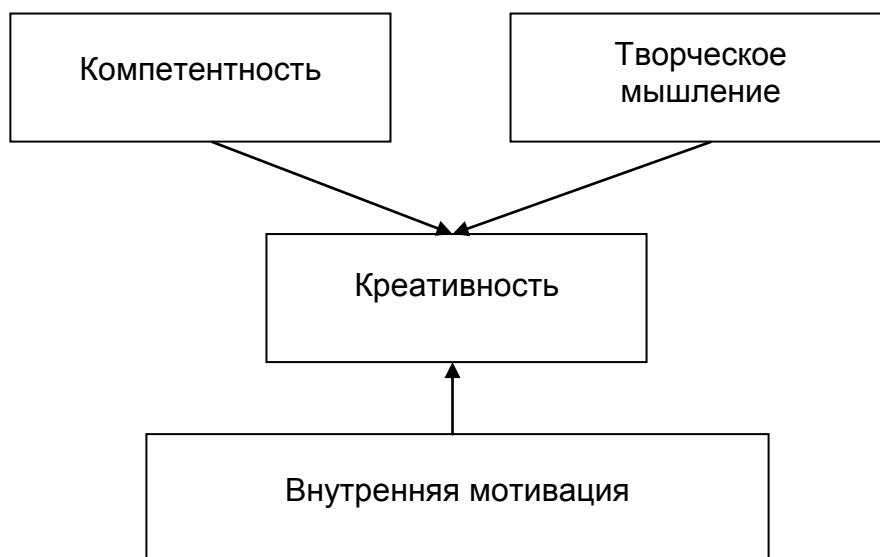 Компетентность
Творческое
мышление
Креативность
Внутренняя мотивация